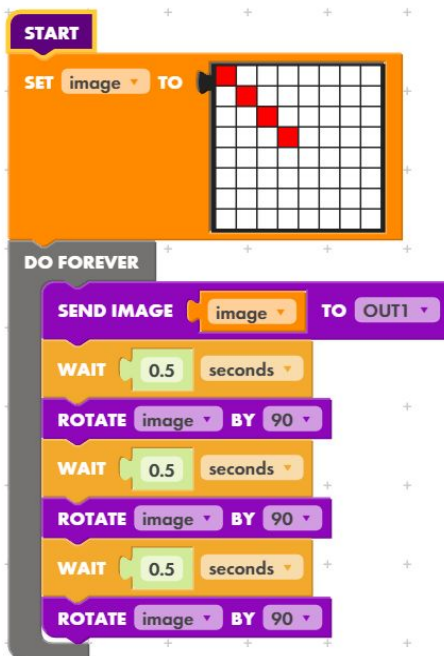 START
SET image TO
DO FOREVER
SEND IMAGE image TO OUT1
WAIT 0.5 seconds
ROTATE image BY 90
WAIT 0.5 seconds
ROTATE image BY 90
WAIT 0.5 seconds
ROTATE image BY 90